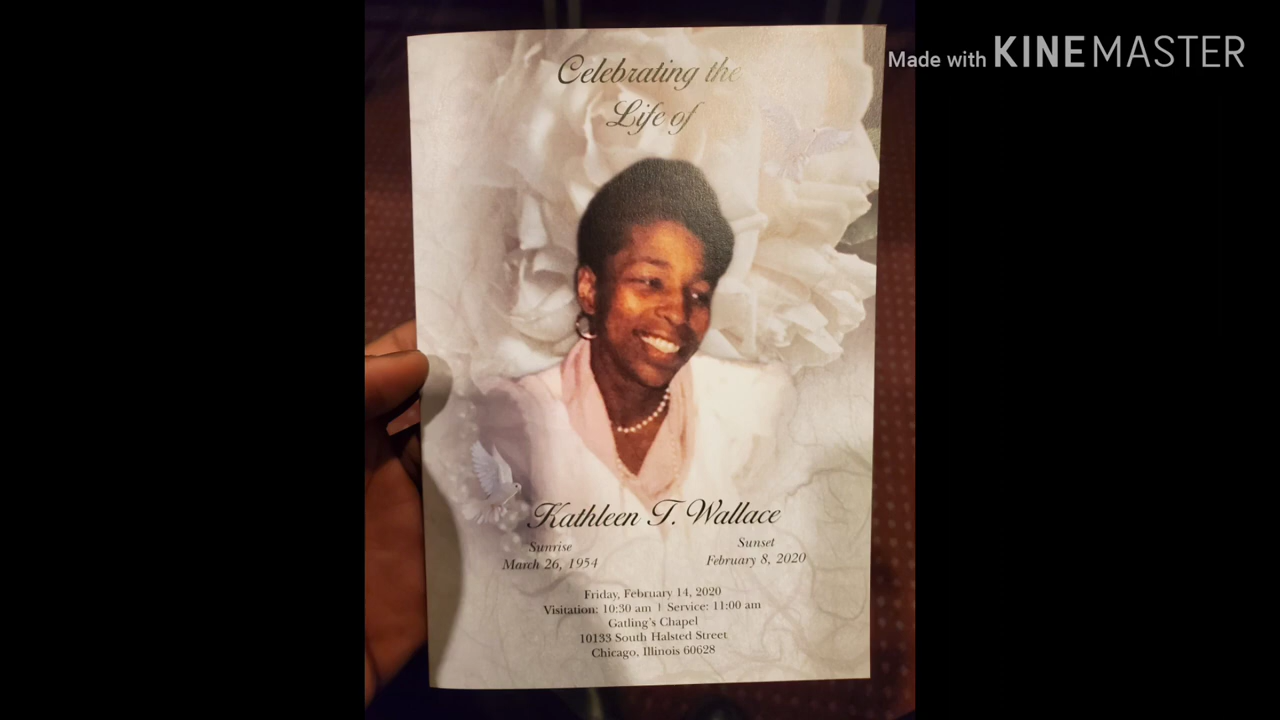 Made with KINEMASTER
Celebrating the
Life of
Kathleen T. Wallace
Sunrise
March 26, 1954
Sunset
February 8, 2020
Friday, February 14, 2020
Visitation: 10:30 am | Service: 11:00 am
Gatling's Chapel
10133 South Halsted Street
Chicago, Illinois 60628